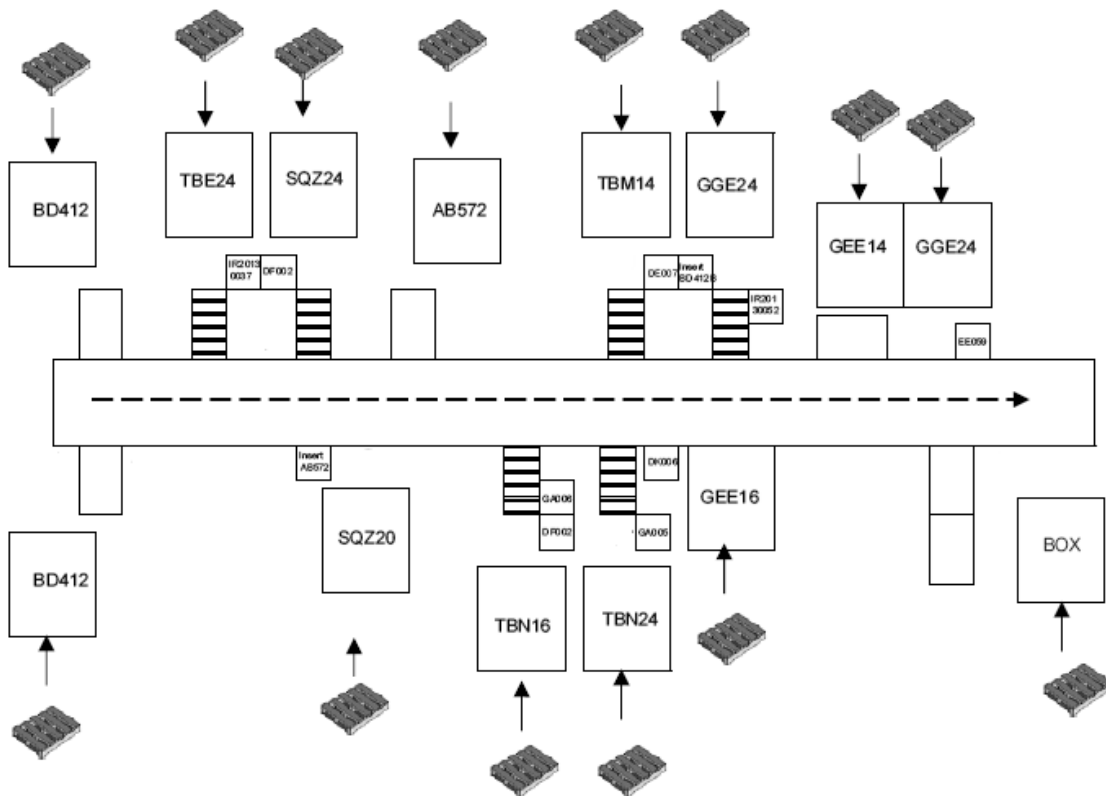 TBE24
SQZ24
TBM14
GGE24
BD412
AB572
GEE14
GGE24
IR2013
0037
DF002
DE007
Insert
BD412B
IR201
30052
EE059
Insert
AB572
DK006
GEE16
GA006
DF002
GA005
SQZ20
BOX
BD412
TBN16
TBN24